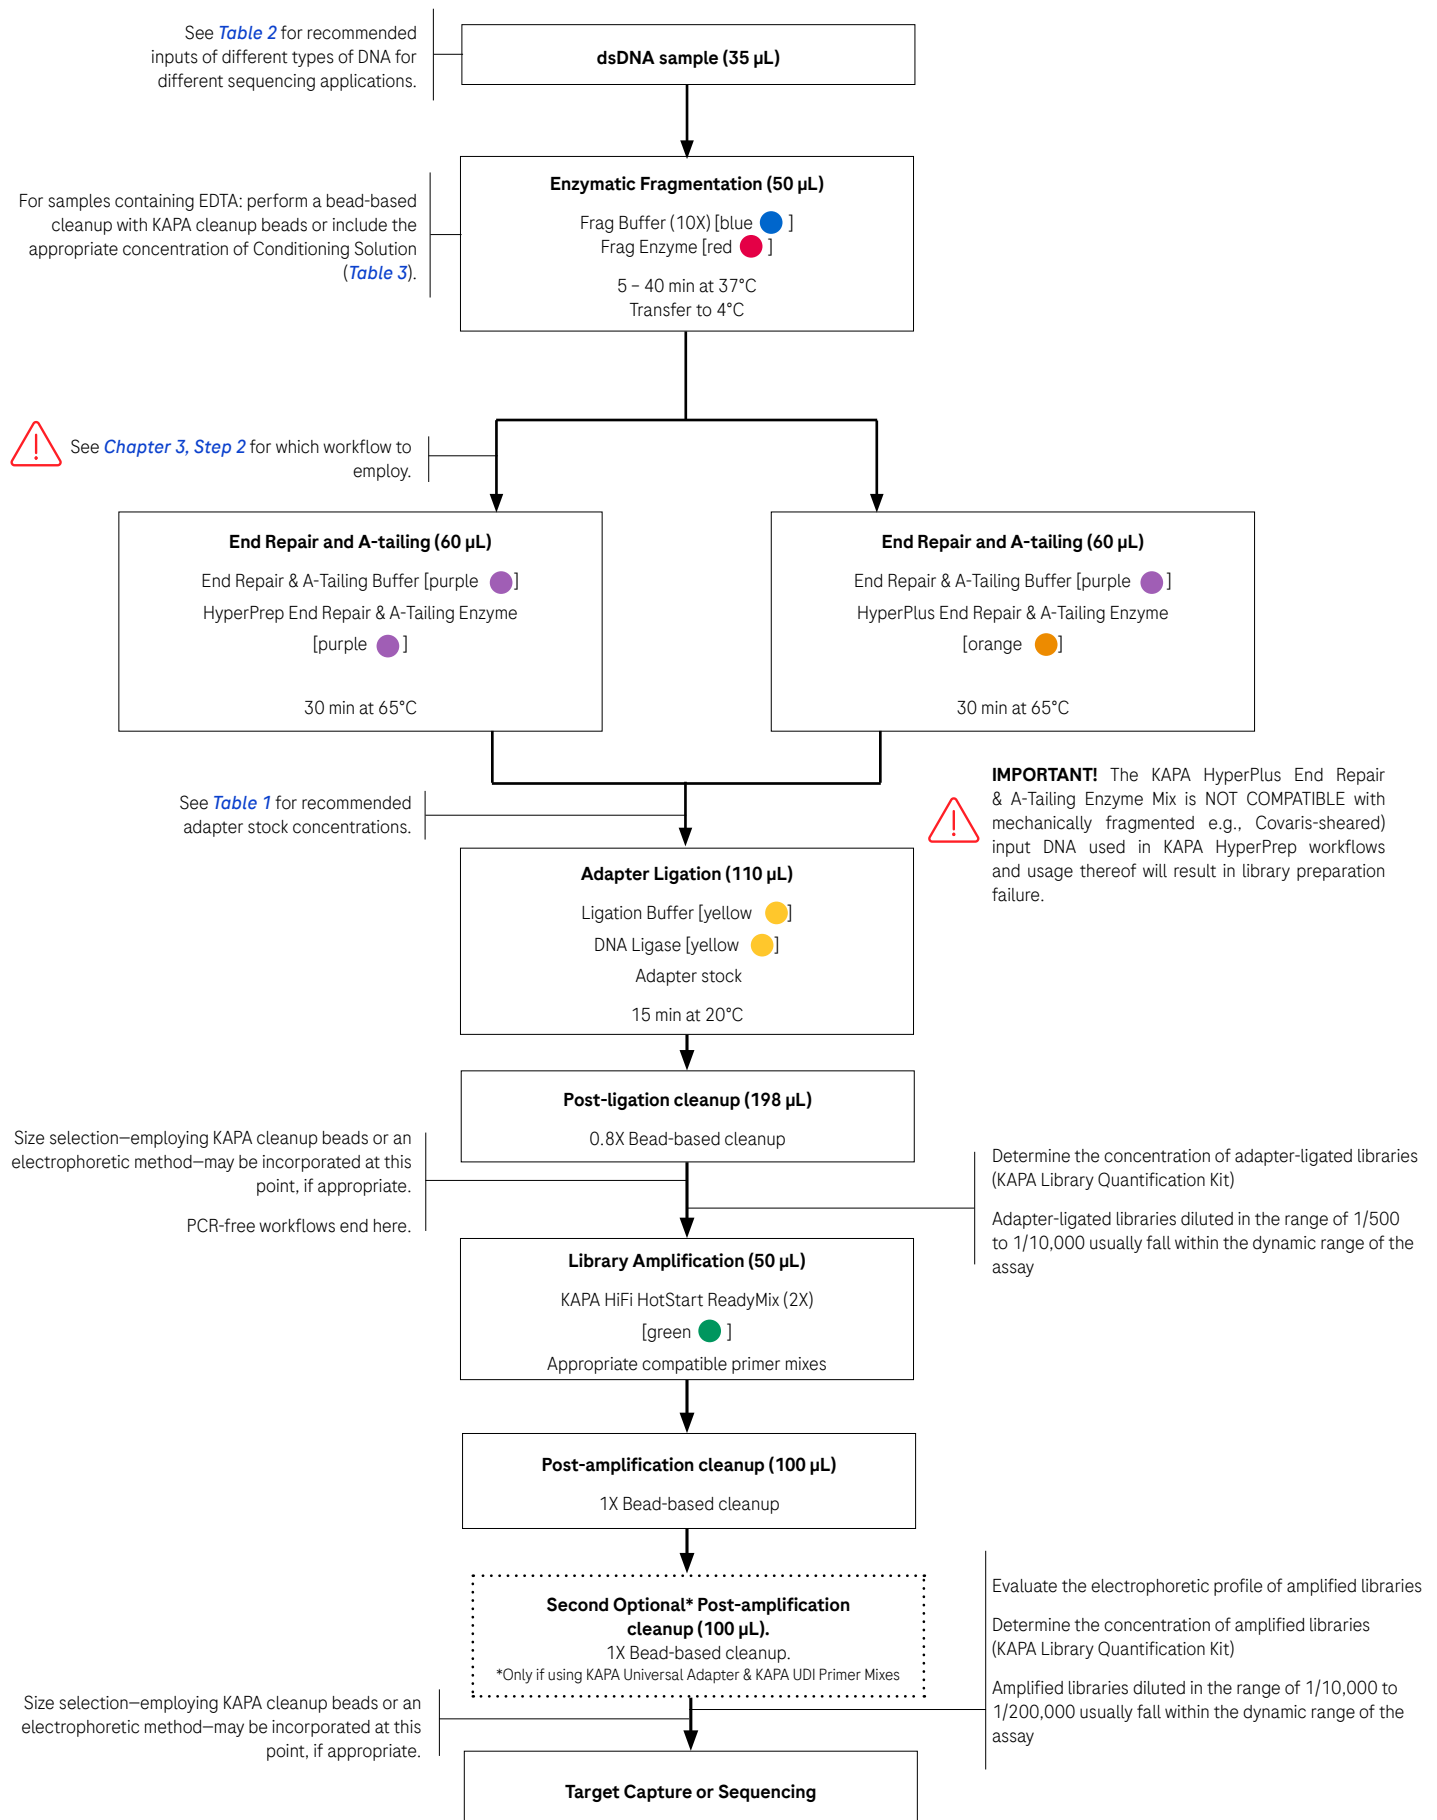 See Table 2 for recommended
inputs of different types of DNA for
different sequencing applications.
dsDNA sample (35 µL)
For samples containing EDTA: perform a bead-based
cleanup with KAPA cleanup beads or include the
appropriate concentration of Conditioning Solution
(Table 3).
Enzymatic Fragmentation (50 µL)
Frag Buffer (10X) [blue ]
Frag Enzyme [red ]
5 – 40 min at 37°C
Transfer to 4°C
See Chapter 3, Step 2 for which workflow to
employ.
End Repair and A-tailing (60 µL)
End Repair & A-Tailing Buffer [purple ]
HyperPrep End Repair & A-Tailing Enzyme
[purple ]
30 min at 65°C
End Repair and A-tailing (60 µL)
End Repair & A-Tailing Buffer [purple ]
HyperPlus End Repair & A-Tailing Enzyme
[orange ]
30 min at 65°C
IMPORTANT! The KAPA HyperPlus End Repair
& A-Tailing Enzyme Mix is NOT COMPATIBLE with
mechanically fragmented e.g., Covaris-sheared)
input DNA used in KAPA HyperPrep workflows
and usage thereof will result in library preparation
failure.
See Table 1 for recommended
adapter stock concentrations.
Adapter Ligation (110 µL)
Ligation Buffer [yellow ]
DNA Ligase [yellow ]
Adapter stock
15 min at 20°C
Post-ligation cleanup (198 µL)
0.8X Bead-based cleanup
Size selection—employing KAPA cleanup beads or an
electrophoretic method—may be incorporated at this
point, if appropriate.
PCR-free workflows end here.
Determine the concentration of adapter-ligated libraries
(KAPA Library Quantification Kit)
Adapter-ligated libraries diluted in the range of 1/500
to 1/10,000 usually fall within the dynamic range of the
assay
Library Amplification (50 µL)
KAPA HiFi HotStart ReadyMix (2X)
[green ]
Appropriate compatible primer mixes
Post-amplification cleanup (100 µL)
1X Bead-based cleanup
Second Optional* Post-amplification
cleanup (100 µL).
1X Bead-based cleanup.
*Only if using KAPA Universal Adapter & KAPA UDI Primer Mixes
Evaluate the electrophoretic profile of amplified libraries
Determine the concentration of amplified libraries
(KAPA Library Quantification Kit)
Amplified libraries diluted in the range of 1/10,000 to
1/200,000 usually fall within the dynamic range of the
assay
Size selection—employing KAPA cleanup beads or an
electrophoretic method—may be incorporated at this
point, if appropriate.
Target Capture or Sequencing